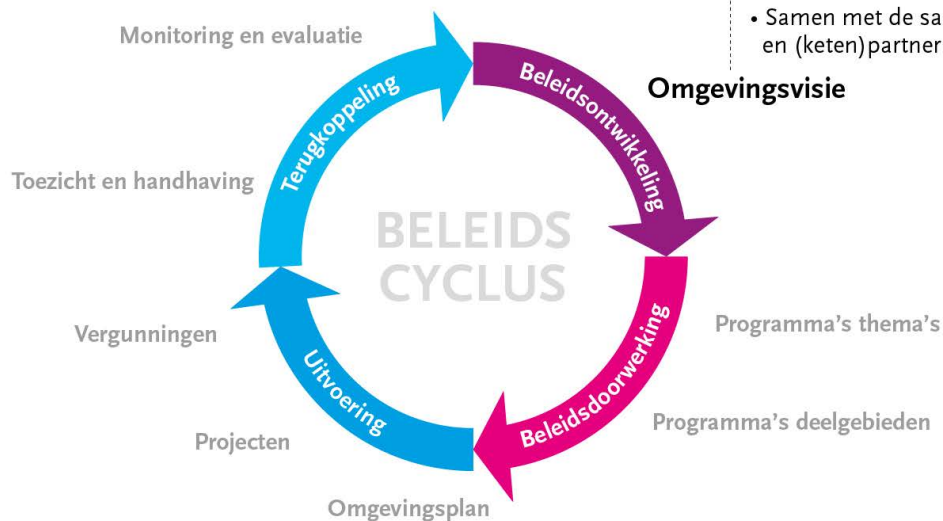 • Samen met de sa
en (keten)partner
Monitoring en evaluatie
Omgevingsvisie
Terugkoppeling
Beleidsontwikkeling
Toezicht en handhaving
BELEIDS
CYCLUS
Vergunningen
Programma's thema's
Uitvoering
Beleidsdoorwerking
Programma's deelgebieden
Projecten
Omgevingsplan